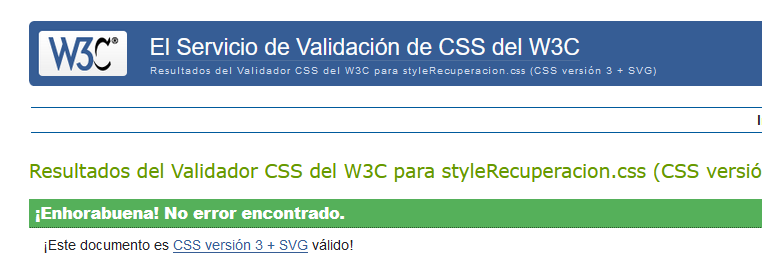 W3C®
El Servicio de Validación de CSS del W3C
Resultados del Validador CSS del W3C para styleRecuperacion.css (CSS versión 3 + SVG)
Resultados del Validador CSS del W3C para styleRecuperacion.css (CSS versió
¡Enhorabuena! No error encontrado.
¡Este documento es CSS versión 3 + SVG válido!